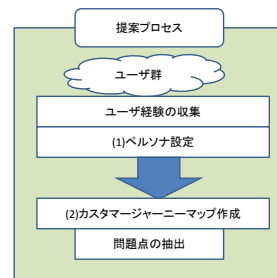 提案プロセス
ユーザ群
ユーザ経験の収集
(1)ペルソナ設定
(2)カスタマージャーニーマップ作成
問題点の抽出